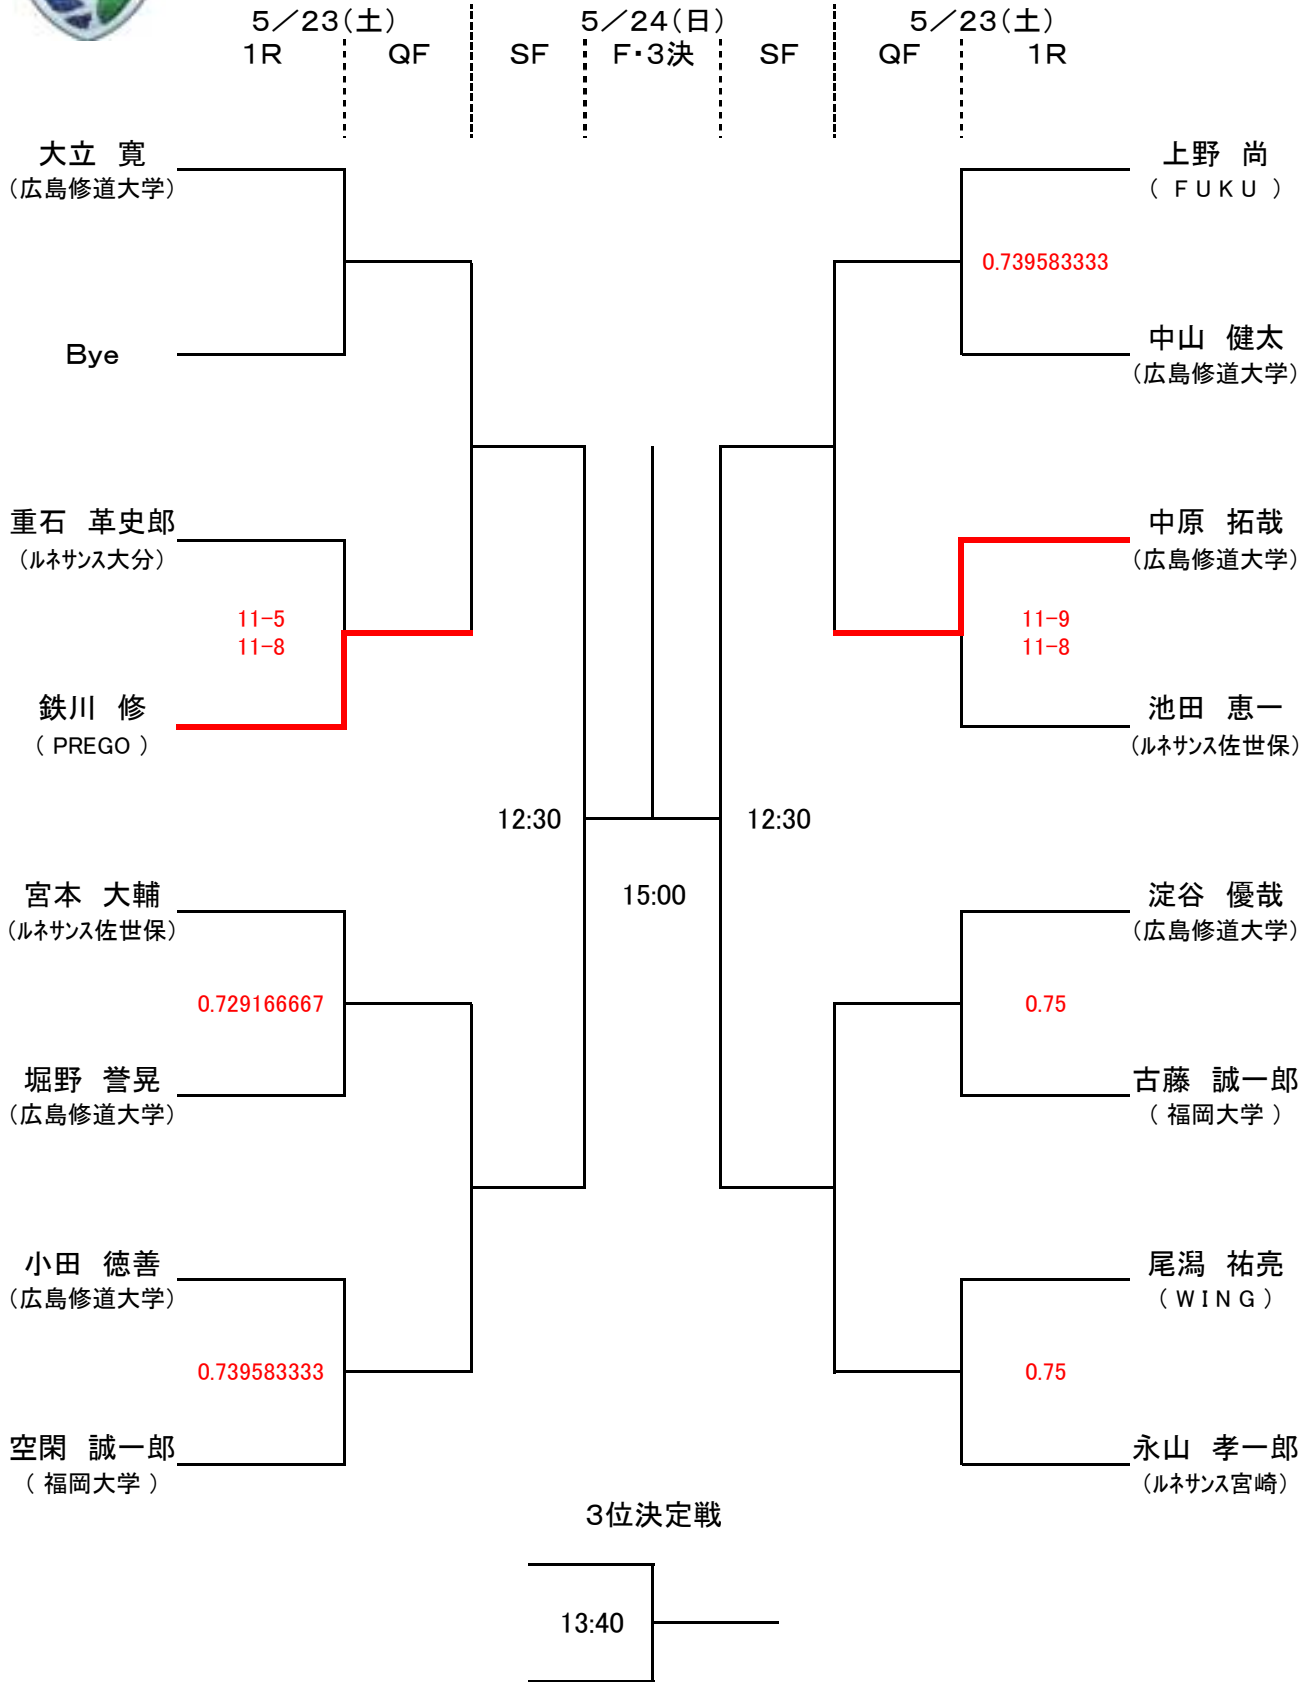 5／23(土) 5／24(日) 5／23(土)
1R QF SF F・3決 SF QF 1R
大立 寛
(広島修道大学)
Bye
重石 革史郎
(ルネサンス大分)
11-5
11-8
鉄川 修
( PREGO )
12:30
宮本 大輔
(ルネサンス佐世保)
0.729166667
堀野 誉晃
(広島修道大学)
小田 徳善
(広島修道大学)
0.739583333
空閑 誠一郎
( 福岡大学 )
15:00
上野 尚
( FUKU )
0.739583333
中山 健太
(広島修道大学)
中原 拓哉
(広島修道大学)
11-9
11-8
池田 恵一
(ルネサンス佐世保)
12:30
淀谷 優哉
(広島修道大学)
0.75
古藤 誠一郎
( 福岡大学 )
尾潟 祐亮
( WING )
0.75
永山 孝一郎
(ルネサンス宮崎)
3位決定戦
13:40